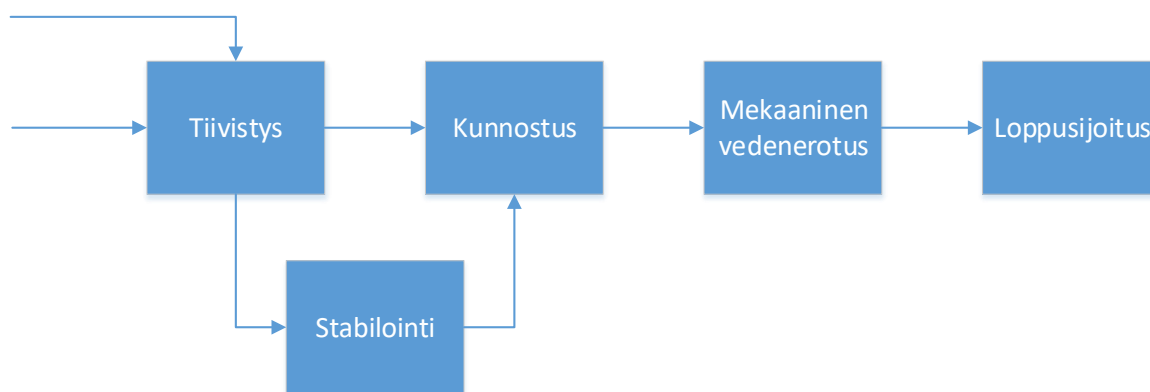 Tiivistys
Kunnostus
Mekaaninen
vedenerotus
Loppusijoitus
Stabilointi